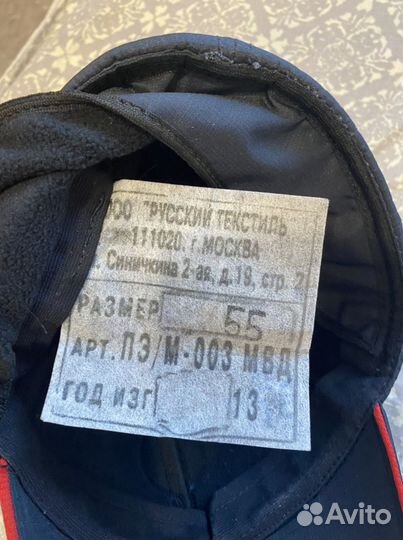 ООО "РУССКИЙ ТЕКСТИЛЬ
111020, г. МОСКВА
Синичкина 2-ая, д.19, стр. 2
РАЗМЕР 55
АРТ. ПЭ/М-003 МВД
ГОД ИЗГ 13
Avito